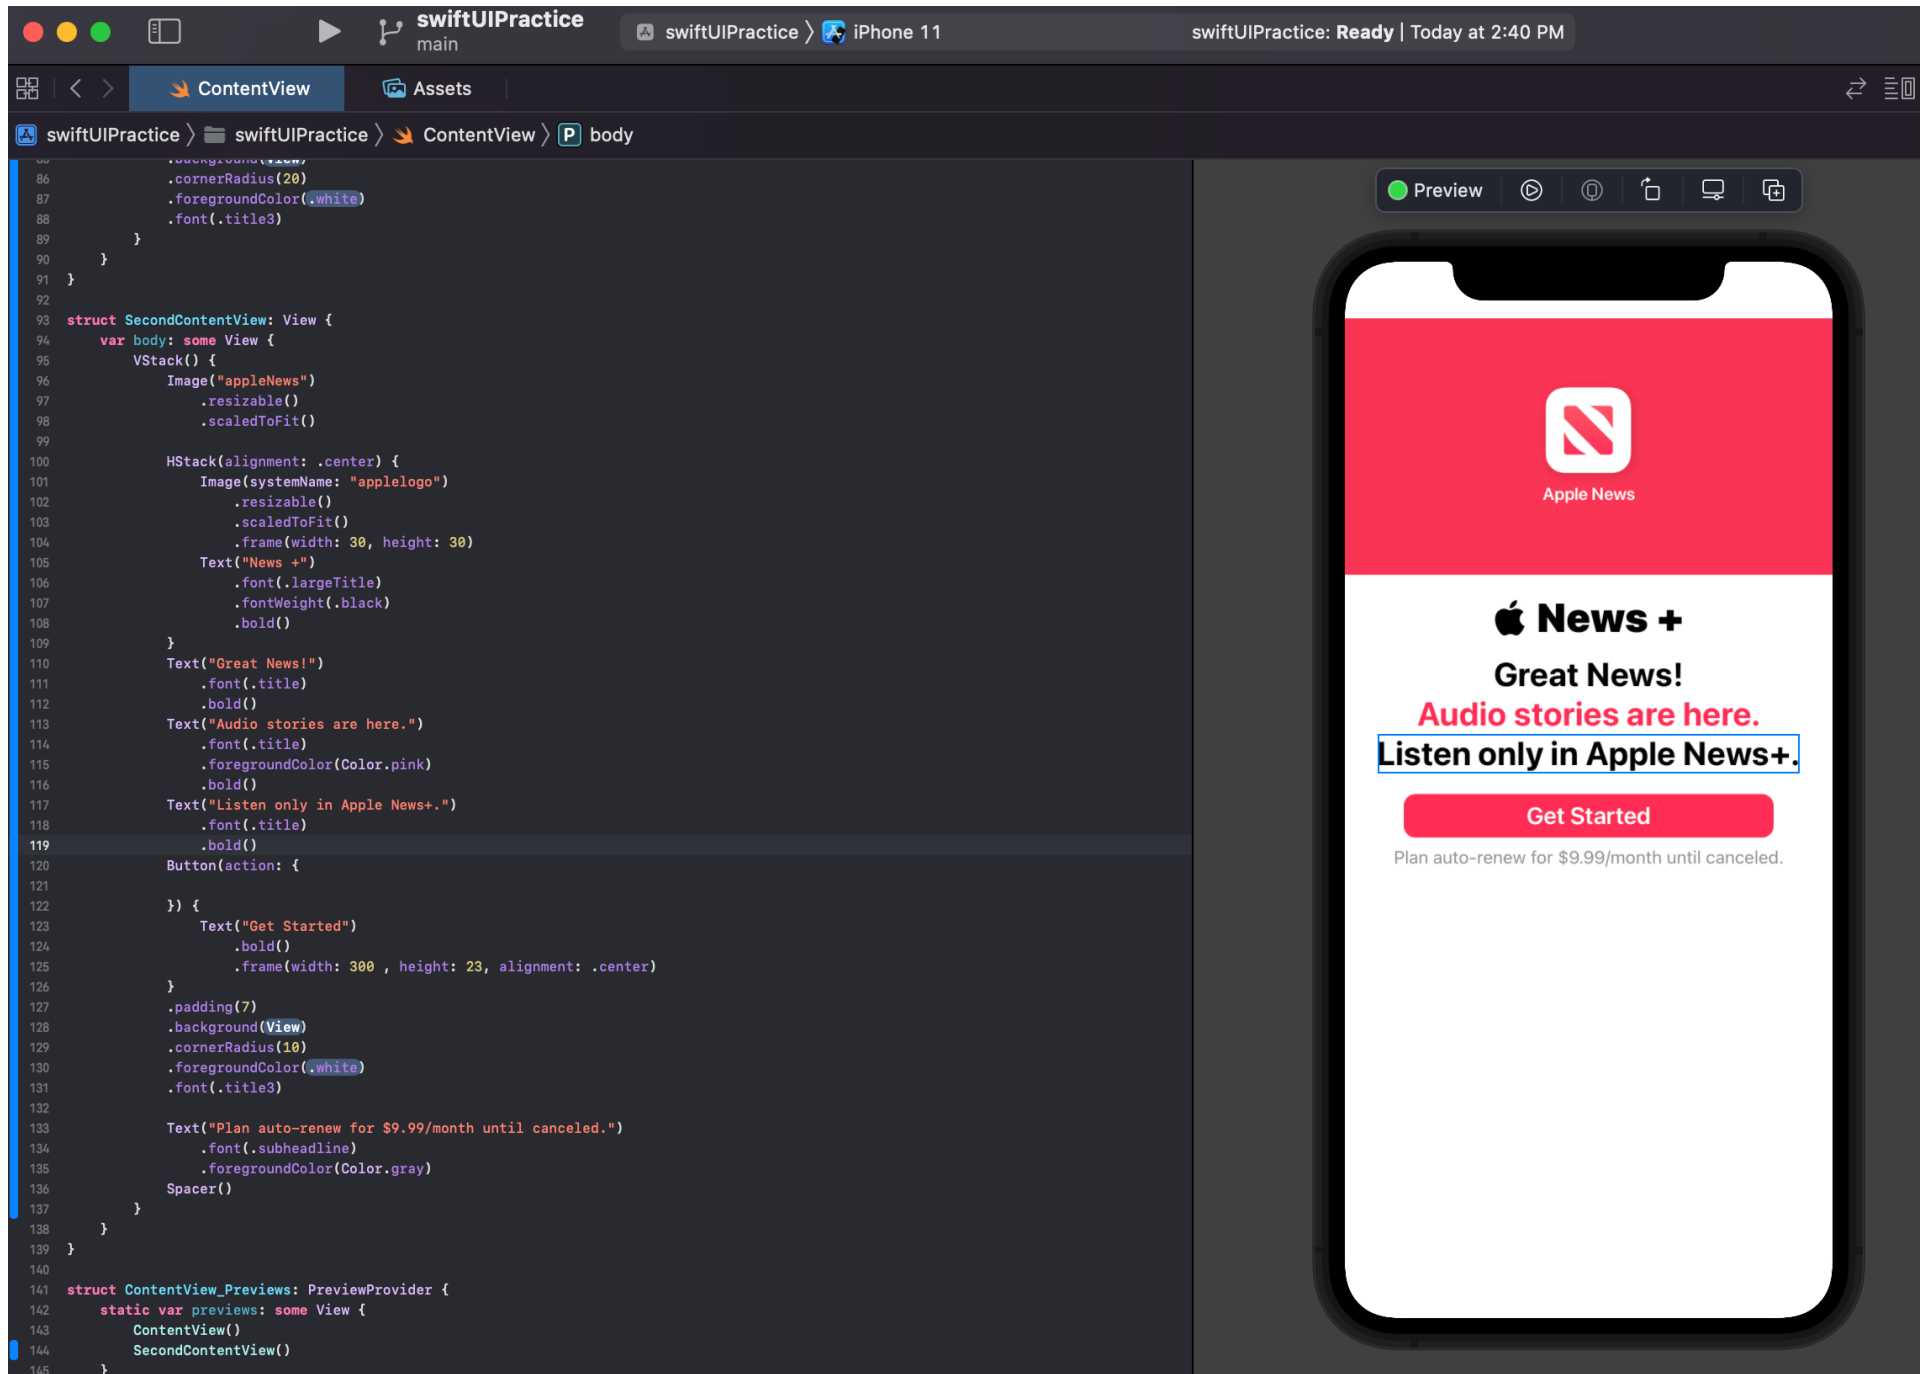 swiftUIPractice
main
swiftUIPractice
iPhone 11
swiftUIPractice: Ready | Today at 2:40 PM
ContentView
Assets
swiftUIPractice
swiftUIPractice
ContentView
P
body
85 .background(View)
86 .cornerRadius(20)
87 .foregroundColor(.white)
88 .font(.title3)
89 }
90 }
91 }
92
93 struct SecondContentView: View {
94 var body: some View {
95 VStack() {
96 Image("appleNews")
97 .resizable()
98 .scaledToFit()
99
100 HStack(alignment: .center) {
101 Image(systemName: "applelogo")
102 .resizable()
103 .scaledToFit()
104 .frame(width: 30, height: 30)
105 Text("News +")
106 .font(.largeTitle)
107 .fontWeight(.black)
108 .bold()
109 }
110 Text("Great News!")
111 .font(.title)
112 .bold()
113 Text("Audio stories are here.")
114 .font(.title)
115 .foregroundColor(Color.pink)
116 .bold()
117 Text("Listen only in Apple News+.")
118 .font(.title)
119 .bold()
120 Button(action: {
121
122 }) {
123 Text("Get Started")
124 .bold()
125 .frame(width: 300 , height: 23, alignment: .center)
126 }
127 .padding(7)
128 .background(View)
129 .cornerRadius(10)
130 .foregroundColor(.white)
131 .font(.title3)
132
133 Text("Plan auto-renew for $9.99/month until canceled.")
134 .font(.subheadline)
135 .foregroundColor(Color.gray)
136 Spacer()
137 }
138 }
139 }
140
141 struct ContentView_Previews: PreviewProvider {
142 static var previews: some View {
143 ContentView()
144 SecondContentView()
145 }
Preview
Apple News
News +
Great News!
Audio stories are here.
Listen only in Apple News+.
Get Started
Plan auto-renew for $9.99/month until canceled.